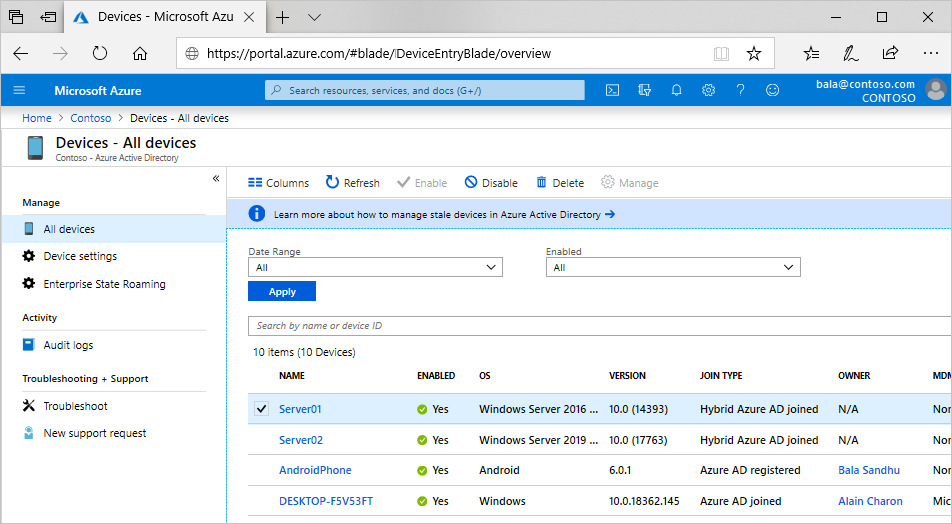 Devices - Microsoft Azu
https://portal.azure.com/#blade/DeviceEntryBlade/overview
Microsoft Azure
Search resources, services, and docs (G+/)
bala@contoso.com
CONTOSO
Home > Contoso > Devices - All devices
Devices - All devices
Contoso - Azure Active Directory
Columns Refresh Enable Disable Delete Manage
Learn more about how to manage stale devices in Azure Active Directory
Manage
All devices
Device settings
Enterprise State Roaming
Activity
Audit logs
Troubleshooting + Support
Troubleshoot
New support request
Date Range Enabled
All All
Apply
Search by name or device ID
10 items (10 Devices)
NAME ENABLED OS VERSION JOIN TYPE OWNER MDM
Server01 Yes Windows Server 2016 ... 10.0 (14393) Hybrid Azure AD joined N/A Nor
Server02 Yes Windows Server 2019 ... 10.0 (17763) Hybrid Azure AD joined N/A Nor
AndroidPhone Yes Android 6.0.1 Azure AD registered Bala Sandhu Nor
DESKTOP-F5V53FT Yes Windows 10.0.18362.145 Azure AD joined Alain Charon Mic